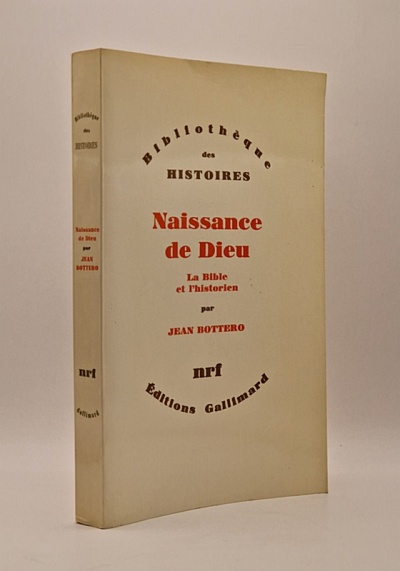 Bibliothèque
des
HISTOIRES
Naissance
de Dieu
par
JEAN
BOTTERO
nrf
Gallimard
Bibliothèque
des
HISTOIRES
Naissance
de Dieu
La Bible
et l'historien
par
JEAN BOTTERO
nrf
Éditions Gallimard